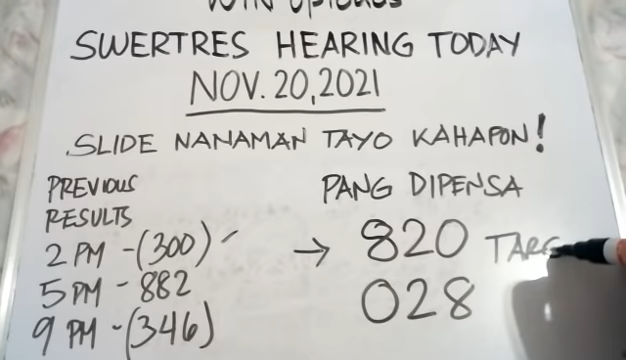 SWERTRES HEARING TODAY
NOV. 20, 2021
SLIDE NANAMAN TAYO KAHAPON!
PREVIOUS
RESULTS
2 PM - (300)
5 PM - 882
9 PM - (346)
PANG DIPENSA
→ 820 TARG
028